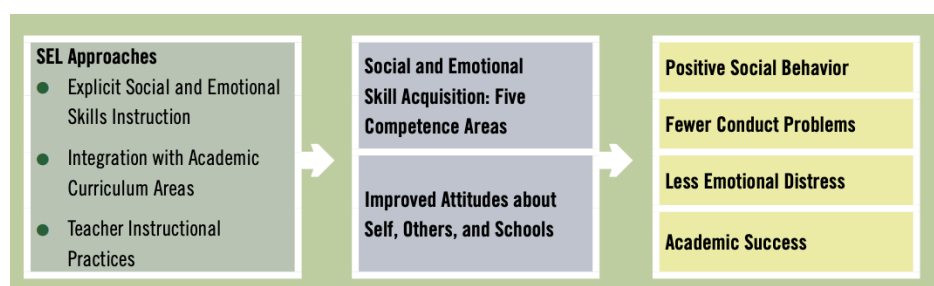 SEL Approaches
Explicit Social and Emotional
Skills Instruction
Integration with Academic
Curriculum Areas
Teacher Instructional
Practices
Social and Emotional
Skill Acquisition: Five
Competence Areas
Improved Attitudes about
Self, Others, and Schools
Positive Social Behavior
Fewer Conduct Problems
Less Emotional Distress
Academic Success